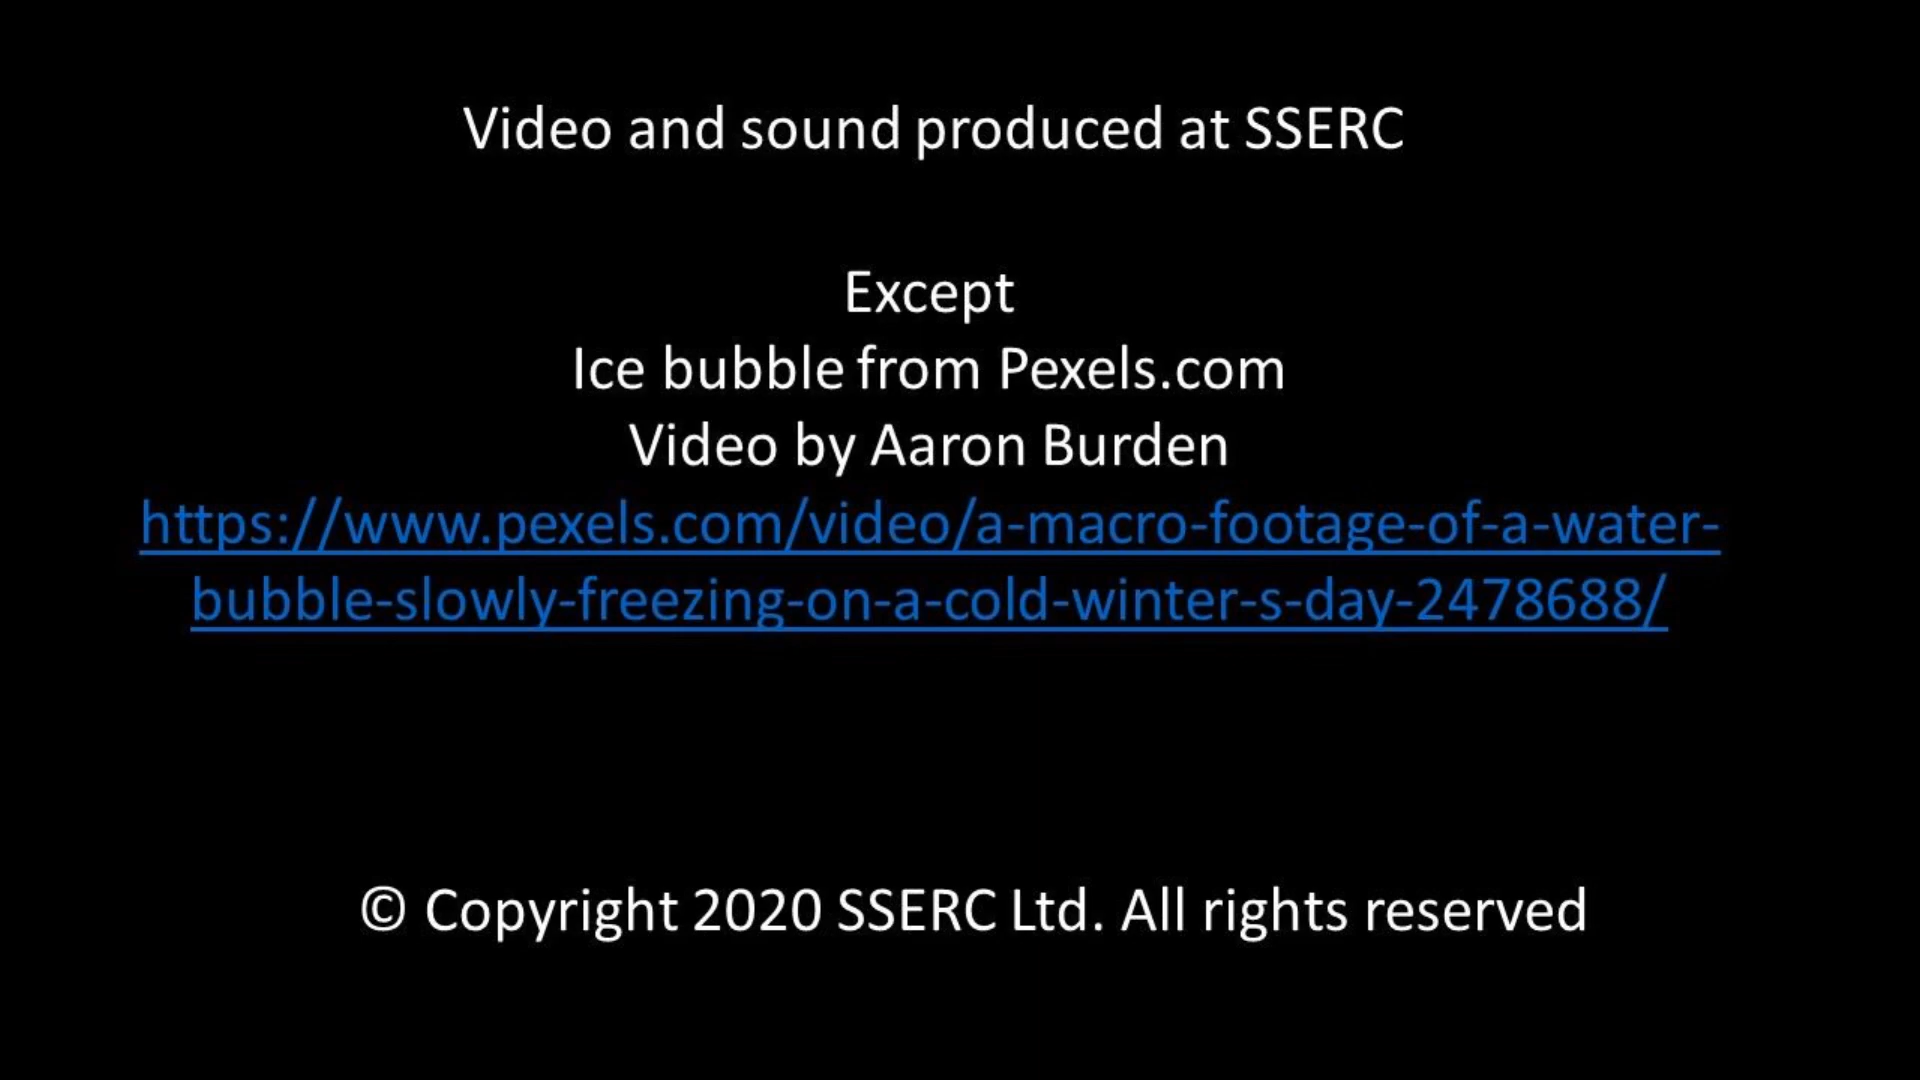 Video and sound produced at SSERC
Except
Ice bubble from Pexels.com
Video by Aaron Burden
https://www.pexels.com/video/a-macro-footage-of-a-water-
bubble-slowly-freezing-on-a-cold-winter-s-day-2478688/
© Copyright 2020 SSERC Ltd. All rights reserved